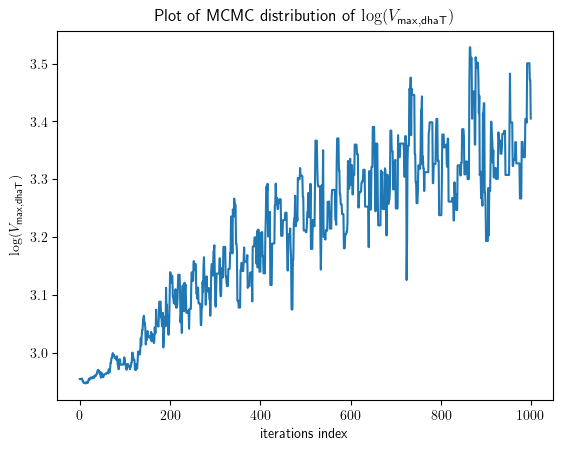 Plot of MCMC distribution of log(V_max,dhaT)
log(V_max,dhaT)
3.5
3.4
3.3
3.2
3.1
3.0
0 200 400 600 800 1000
iterations index